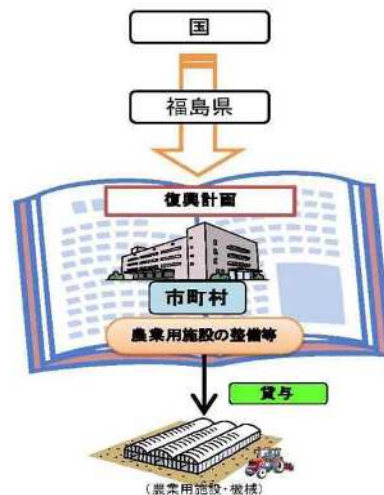 国
福島県
復興計画
市町村
農業用施設の整備等
貸与
(農業用施設・機械)